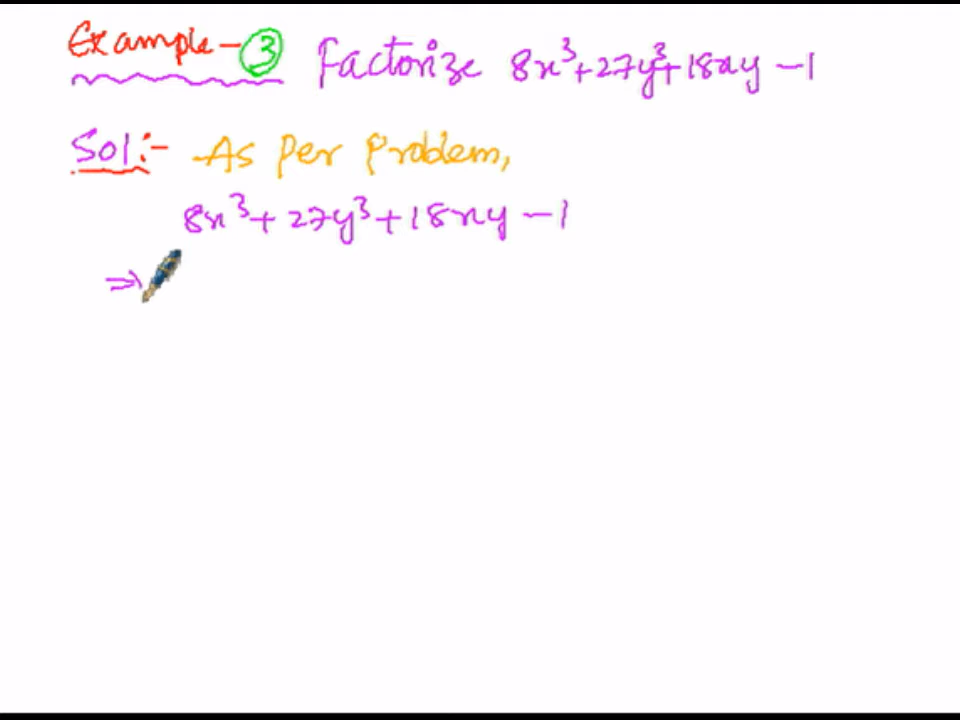 Example-3 Factorize 8x³+27y³+18xy-1
Sol:- As per problem,
8x³+27y³+18xy-1
⇒